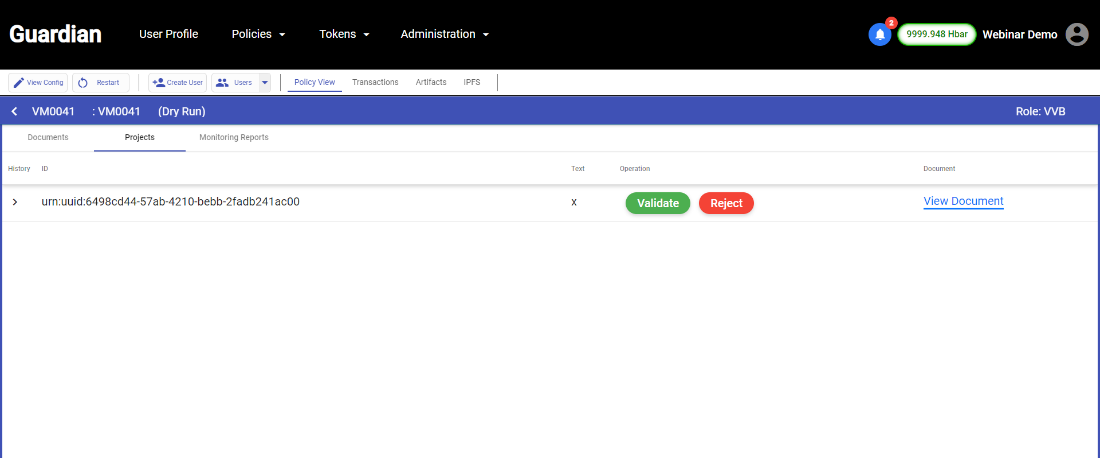 Guardian User Profile Policies Tokens Administration 2 9999.948 Hbar Webinar Demo
View Config Restart Create User Users Policy View Transactions Artifacts IPFS
VM0041 : VM0041 (Dry Run) Role: VVB
Documents Projects Monitoring Reports
History ID Text Operation Document
urn:uuid:6498cd44-57ab-4210-bebb-2fadb241ac00 x Validate Reject View Document